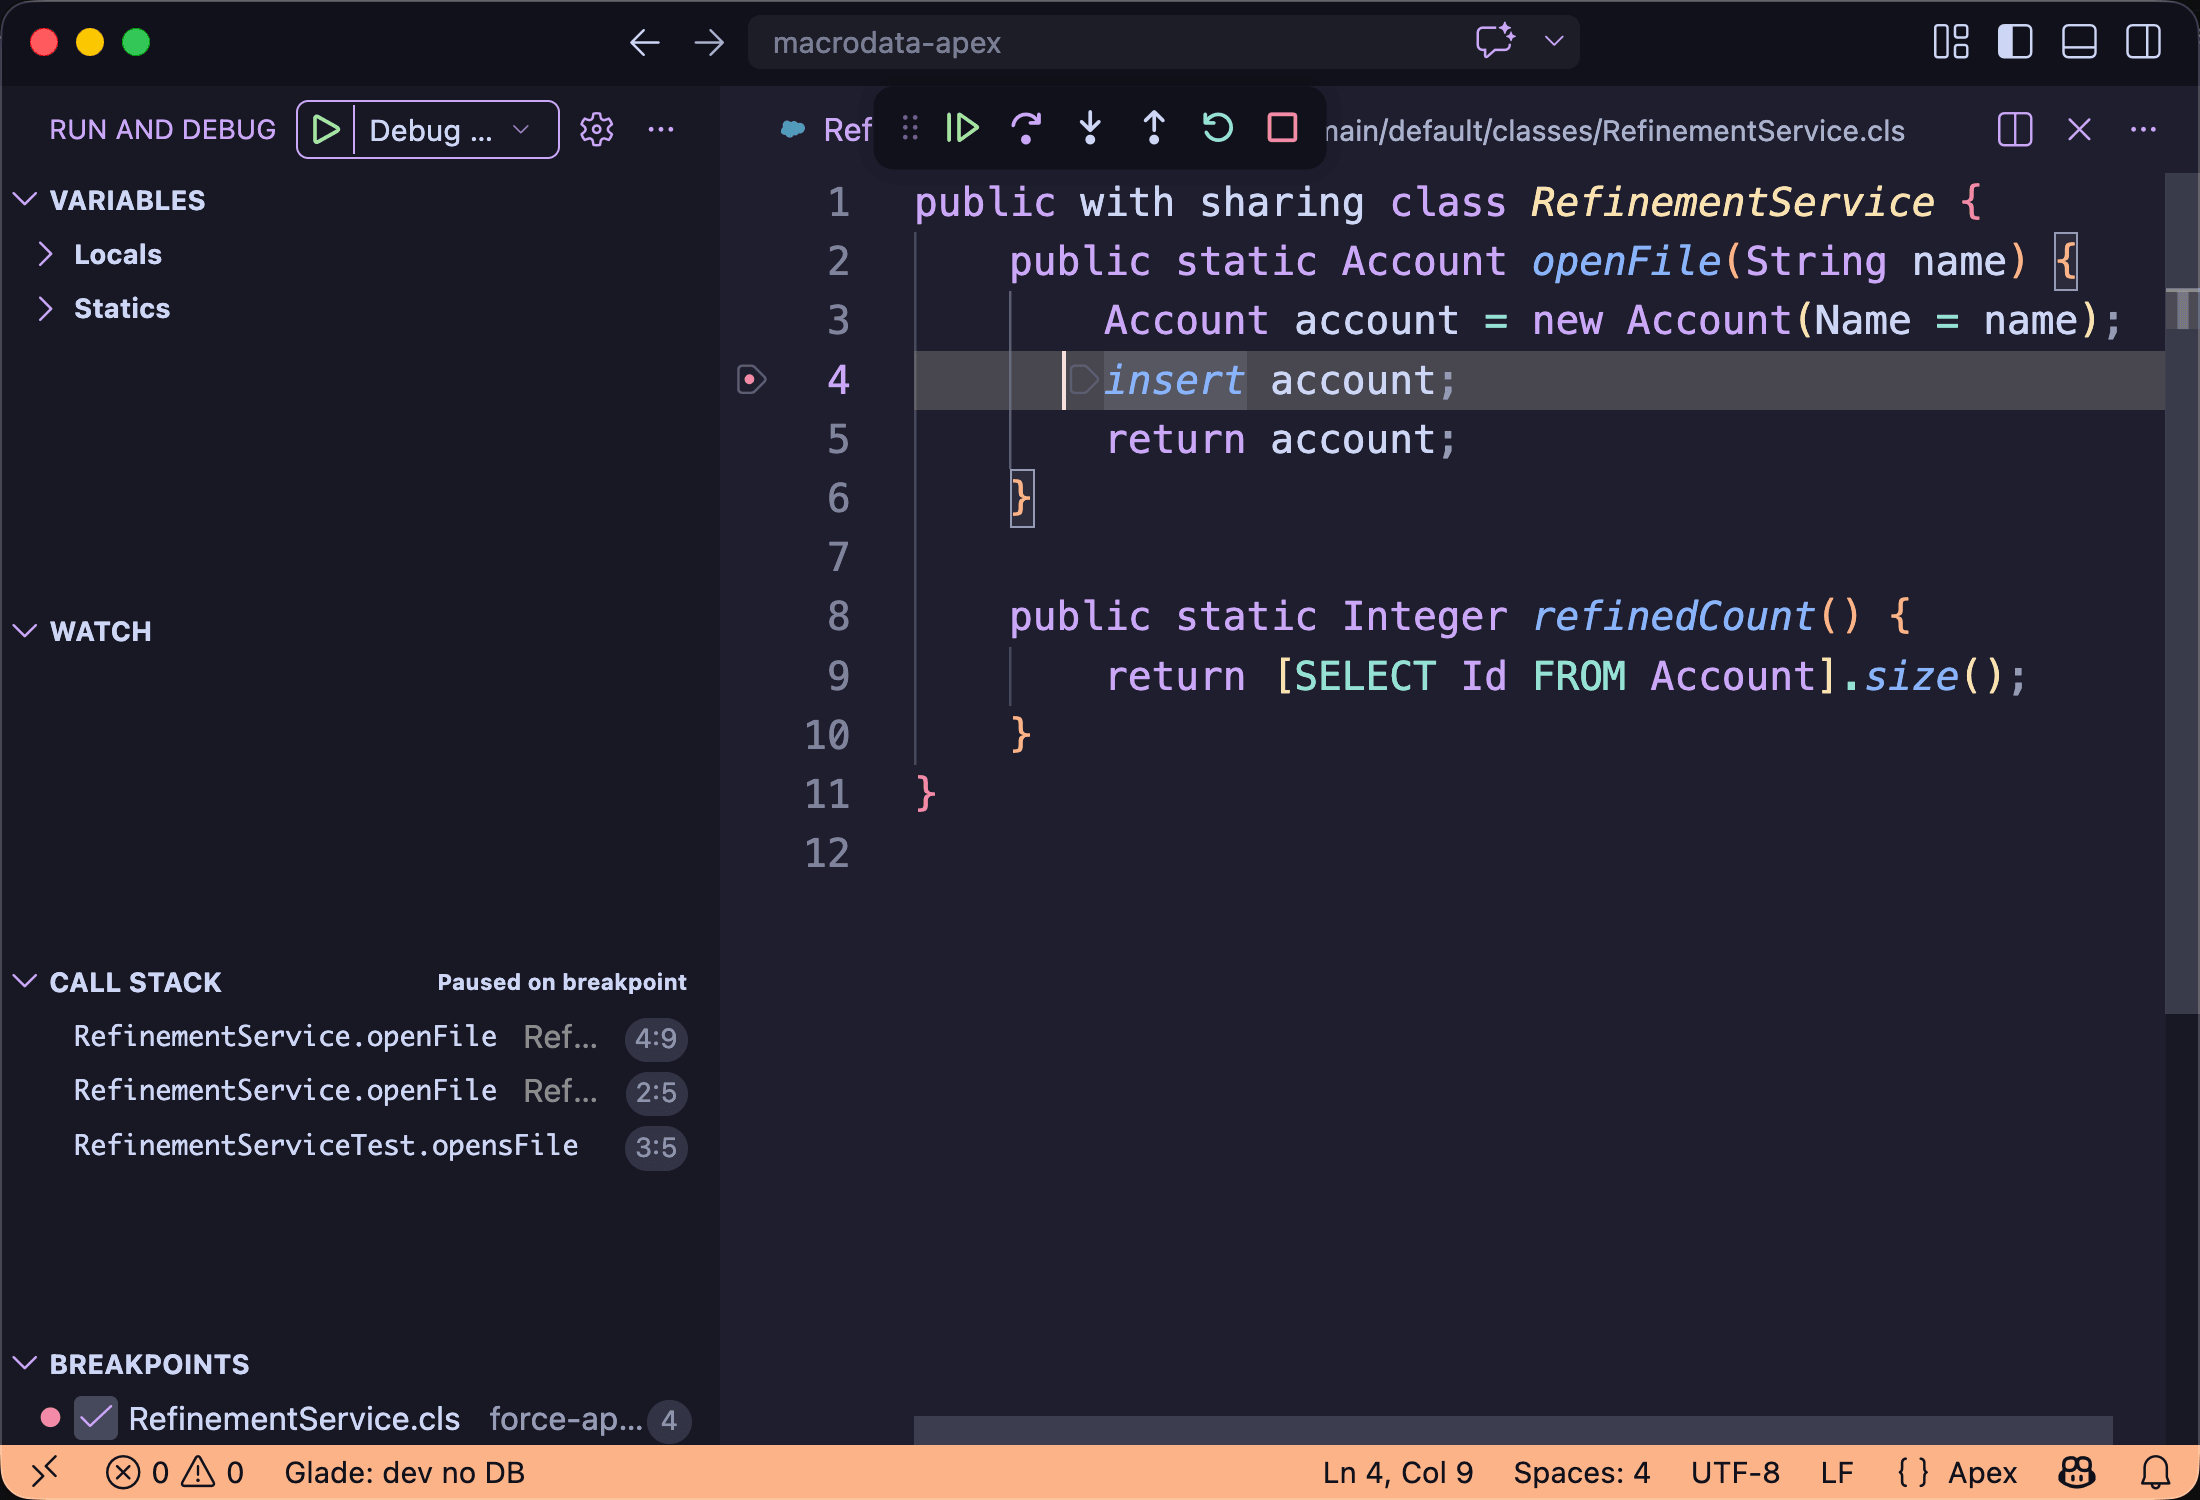 macrodata-apex
RUN AND DEBUG Debug ...
VARIABLES
Locals
Statics
WATCH
CALL STACK Paused on breakpoint
RefinementService.openFile Ref... 4:9
RefinementService.openFile Ref... 2:5
RefinementServiceTest.opensFile 3:5
BREAKPOINTS
RefinementService.cls force-ap... 4
Ref main/default/classes/RefinementService.cls
1 public with sharing class RefinementService {
2 public static Account openFile(String name) {
3 Account account = new Account(Name = name);
4 insert account;
5 return account;
6 }
7
8 public static Integer refinedCount() {
9 return [SELECT Id FROM Account].size();
10 }
11 }
12
0 0 Glade: dev no DB Ln 4, Col 9 Spaces: 4 UTF-8 LF {} Apex